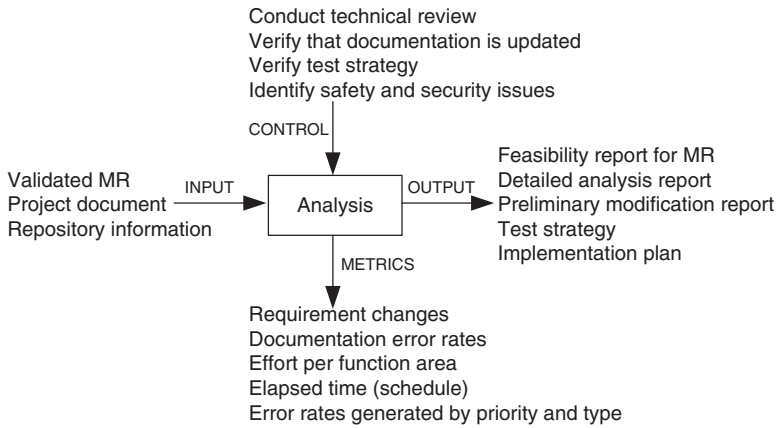 Conduct technical review
Verify that documentation is updated
Verify test strategy
Identify safety and security issues
CONTROL
Validated MR
Project document
Repository information
INPUT
Analysis
OUTPUT
Feasibility report for MR
Detailed analysis report
Preliminary modification report
Test strategy
Implementation plan
METRICS
Requirement changes
Documentation error rates
Effort per function area
Elapsed time (schedule)
Error rates generated by priority and type